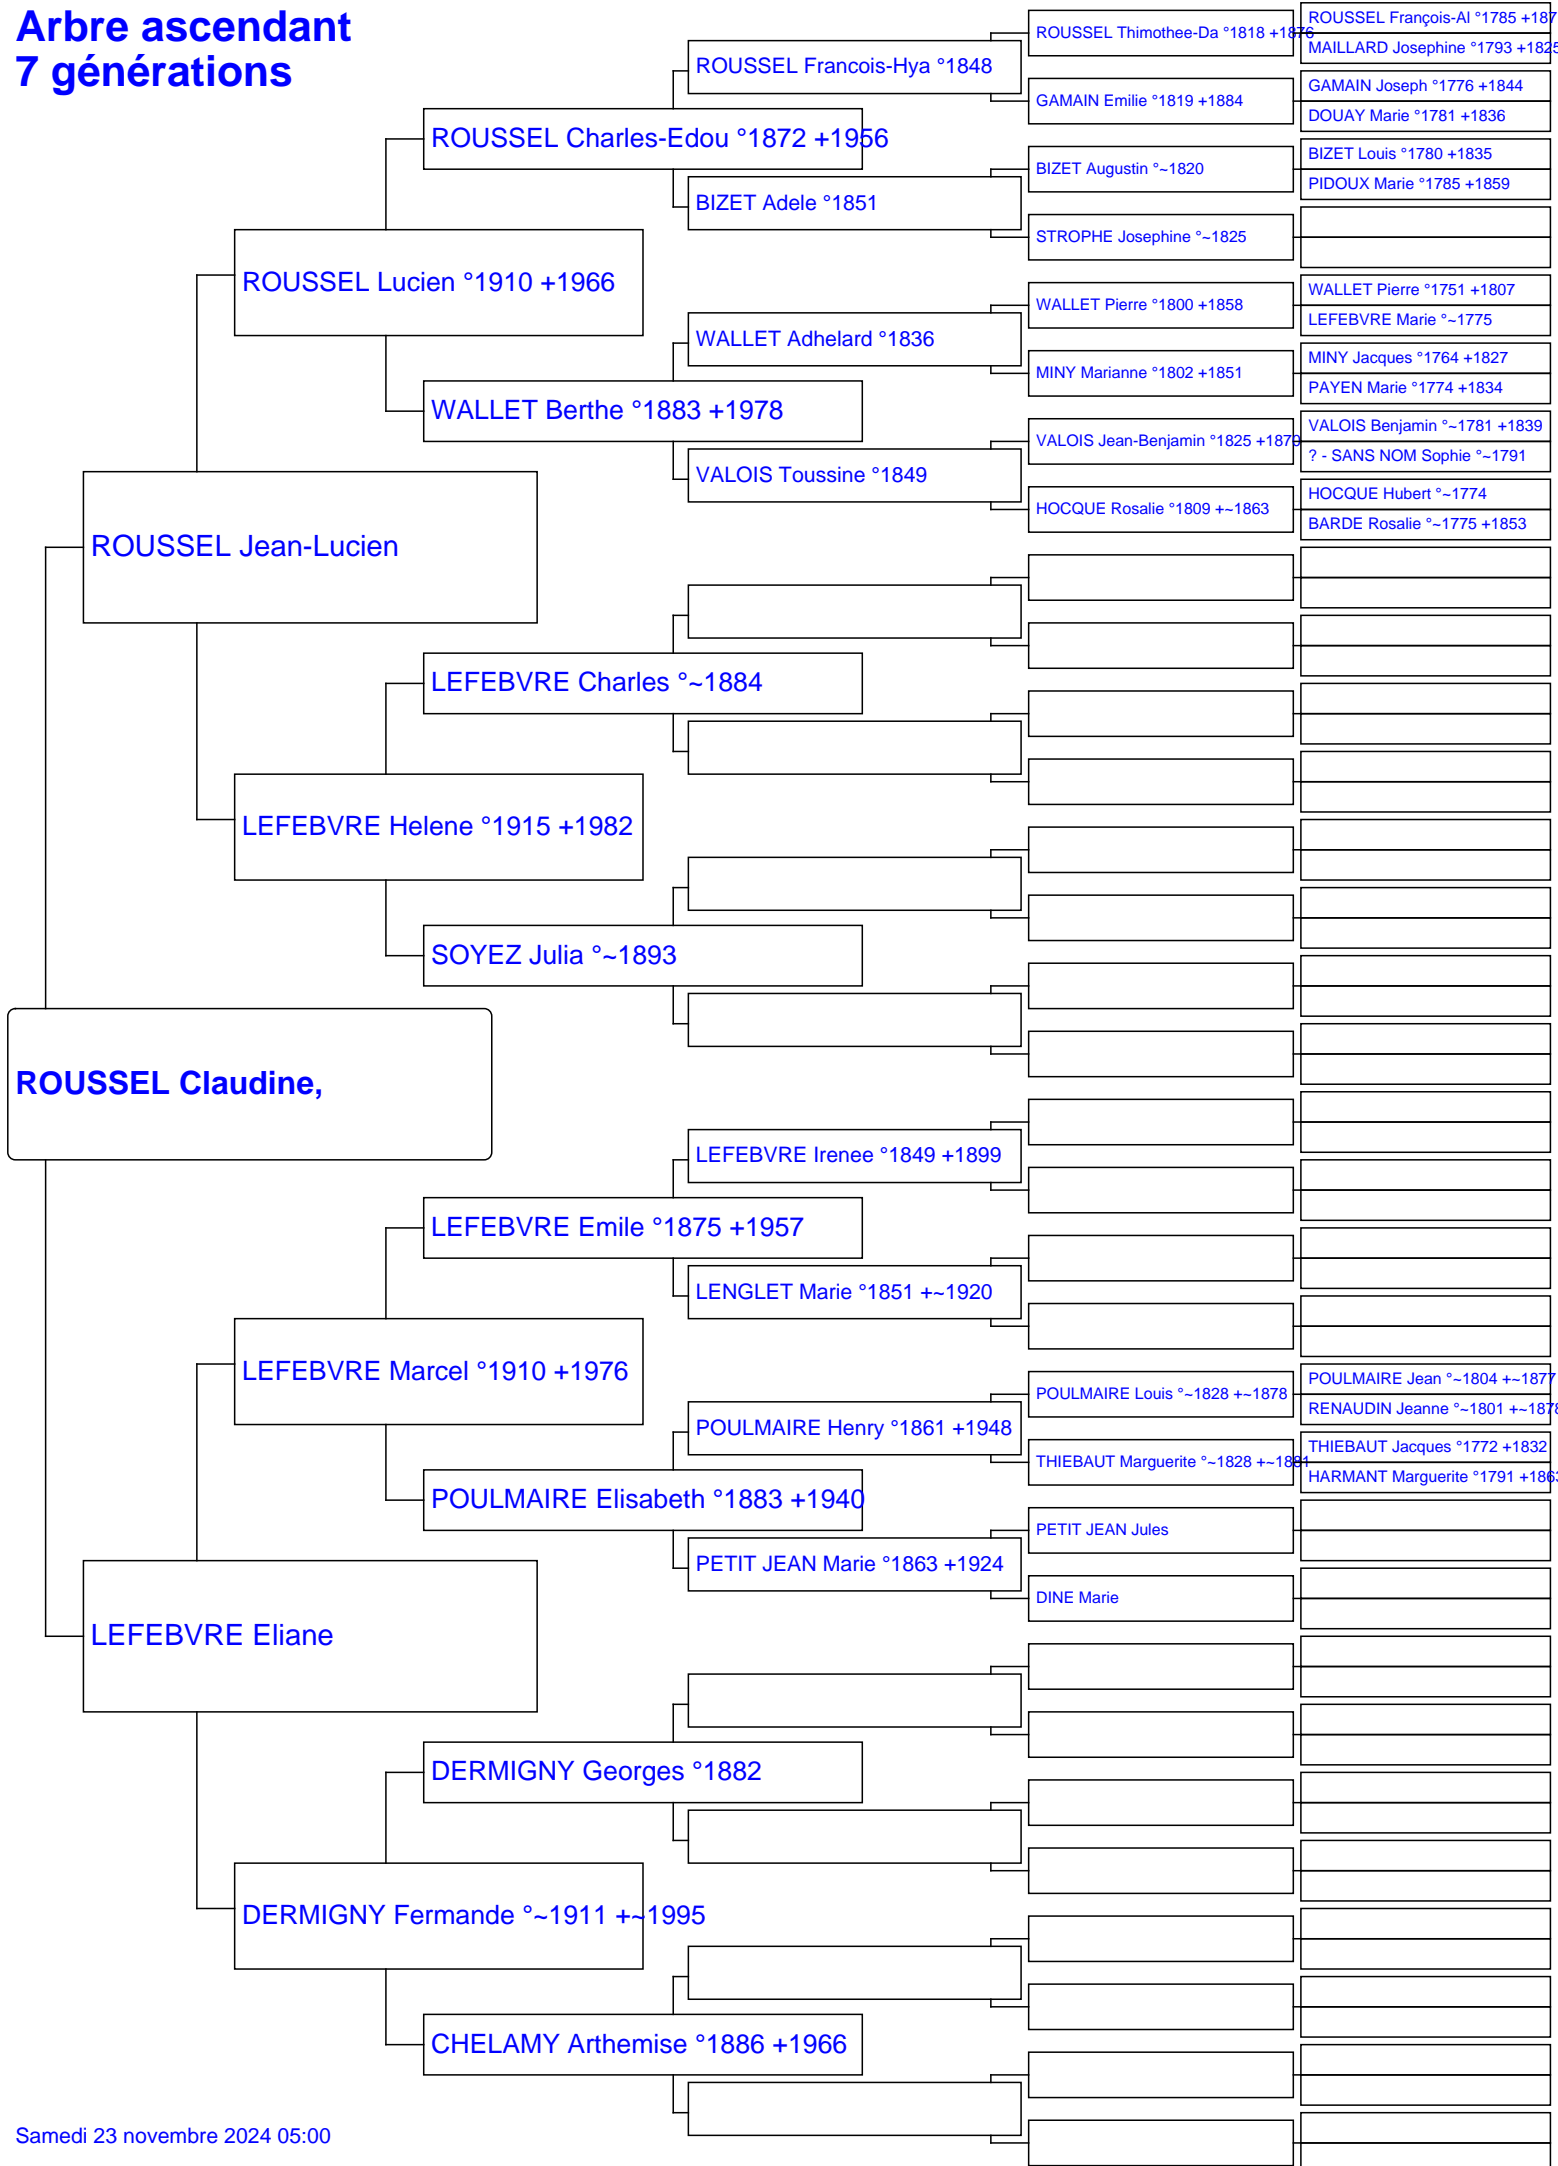 Arbre ascendant
7 générations
ROUSSEL Claudine,
ROUSSEL Jean-Lucien
LEFEBVRE Eliane
ROUSSEL Lucien °1910 +1966
LEFEBVRE Helene °1915 +1982
LEFEBVRE Marcel °1910 +1976
DERMIGNY Fermande °~1911 +~1995
ROUSSEL Charles-Edou °1872 +1956
WALLET Berthe °1883 +1978
LEFEBVRE Charles °~1884
SOYEZ Julia °~1893
LEFEBVRE Emile °1875 +1957
POULMAIRE Elisabeth °1883 +1940
DERMIGNY Georges °1882
CHELAMY Arthemise °1886 +1966
ROUSSEL Francois-Hya °1848
BIZET Adele °1851
WALLET Adhelard °1836
VALOIS Toussine °1849
LEFEBVRE Irenee °1849 +1899
LENGLET Marie °1851 +~1920
POULMAIRE Henry °1861 +1948
PETIT JEAN Marie °1863 +1924
ROUSSEL Thimothee-Da °1818 +1876
GAMAIN Emilie °1819 +1884
BIZET Augustin °~1820
STROPHE Josephine °~1825
WALLET Pierre °1800 +1858
MINY Marianne °1802 +1851
VALOIS Jean-Benjamin °1825 +1870
HOCQUE Rosalie °1809 +~1863
POULMAIRE Louis °~1828 +~1878
THIEBAUT Marguerite °~1828 +~1881
PETIT JEAN Jules
DINE Marie
ROUSSEL François-Al °1785 +187
MAILLARD Josephine °1793 +1825
GAMAIN Joseph °1776 +1844
DOUAY Marie °1781 +1836
BIZET Louis °1780 +1835
PIDOUX Marie °1785 +1859
WALLET Pierre °1751 +1807
LEFEBVRE Marie °~1775
MINY Jacques °1764 +1827
PAYEN Marie °1774 +1834
VALOIS Benjamin °~1781 +1839
? - SANS NOM Sophie °~1791
HOCQUE Hubert °~1774
BARDE Rosalie °~1775 +1853
POULMAIRE Jean °~1804 +~1877
RENAUDIN Jeanne °~1801 +~1878
THIEBAUT Jacques °1772 +1832
HARMANT Marguerite °1791 +1863
Samedi 23 novembre 2024 05:00